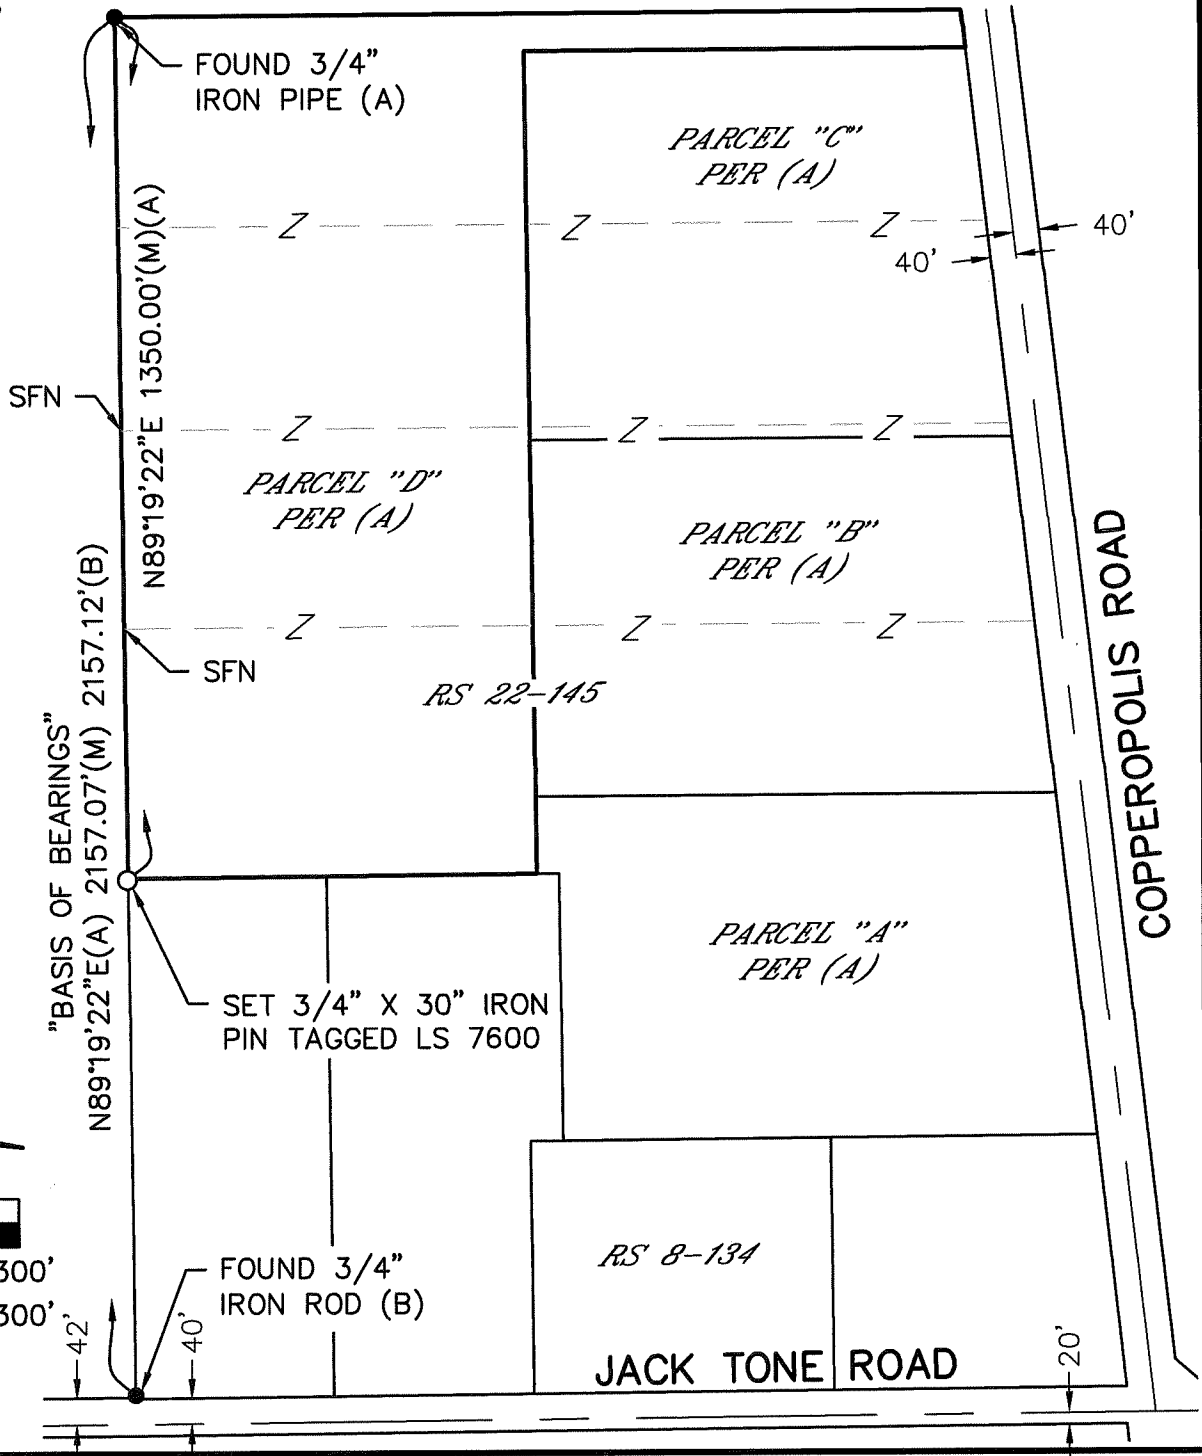 FOUND 3/4"
IRON PIPE (A)
PARCEL "C"
PER (A)
N89°19'22"E 1350.00'(M)(A)
Z Z Z
40'
40'
SFN
Z Z Z
PARCEL "D"
PER (A)
PARCEL "B"
PER (A)
Z Z Z
SFN
RS 22-145
COPPEROPOLIS ROAD
"BASIS OF BEARINGS"
N89°19'22"E(A) 2157.07'(M) 2157.12'(B)
PARCEL "A"
PER (A)
SET 3/4" X 30" IRON
PIN TAGGED LS 7600
RS 8-134
FOUND 3/4"
IRON ROD (B)
300'
300'
42'
40'
20'
JACK TONE ROAD